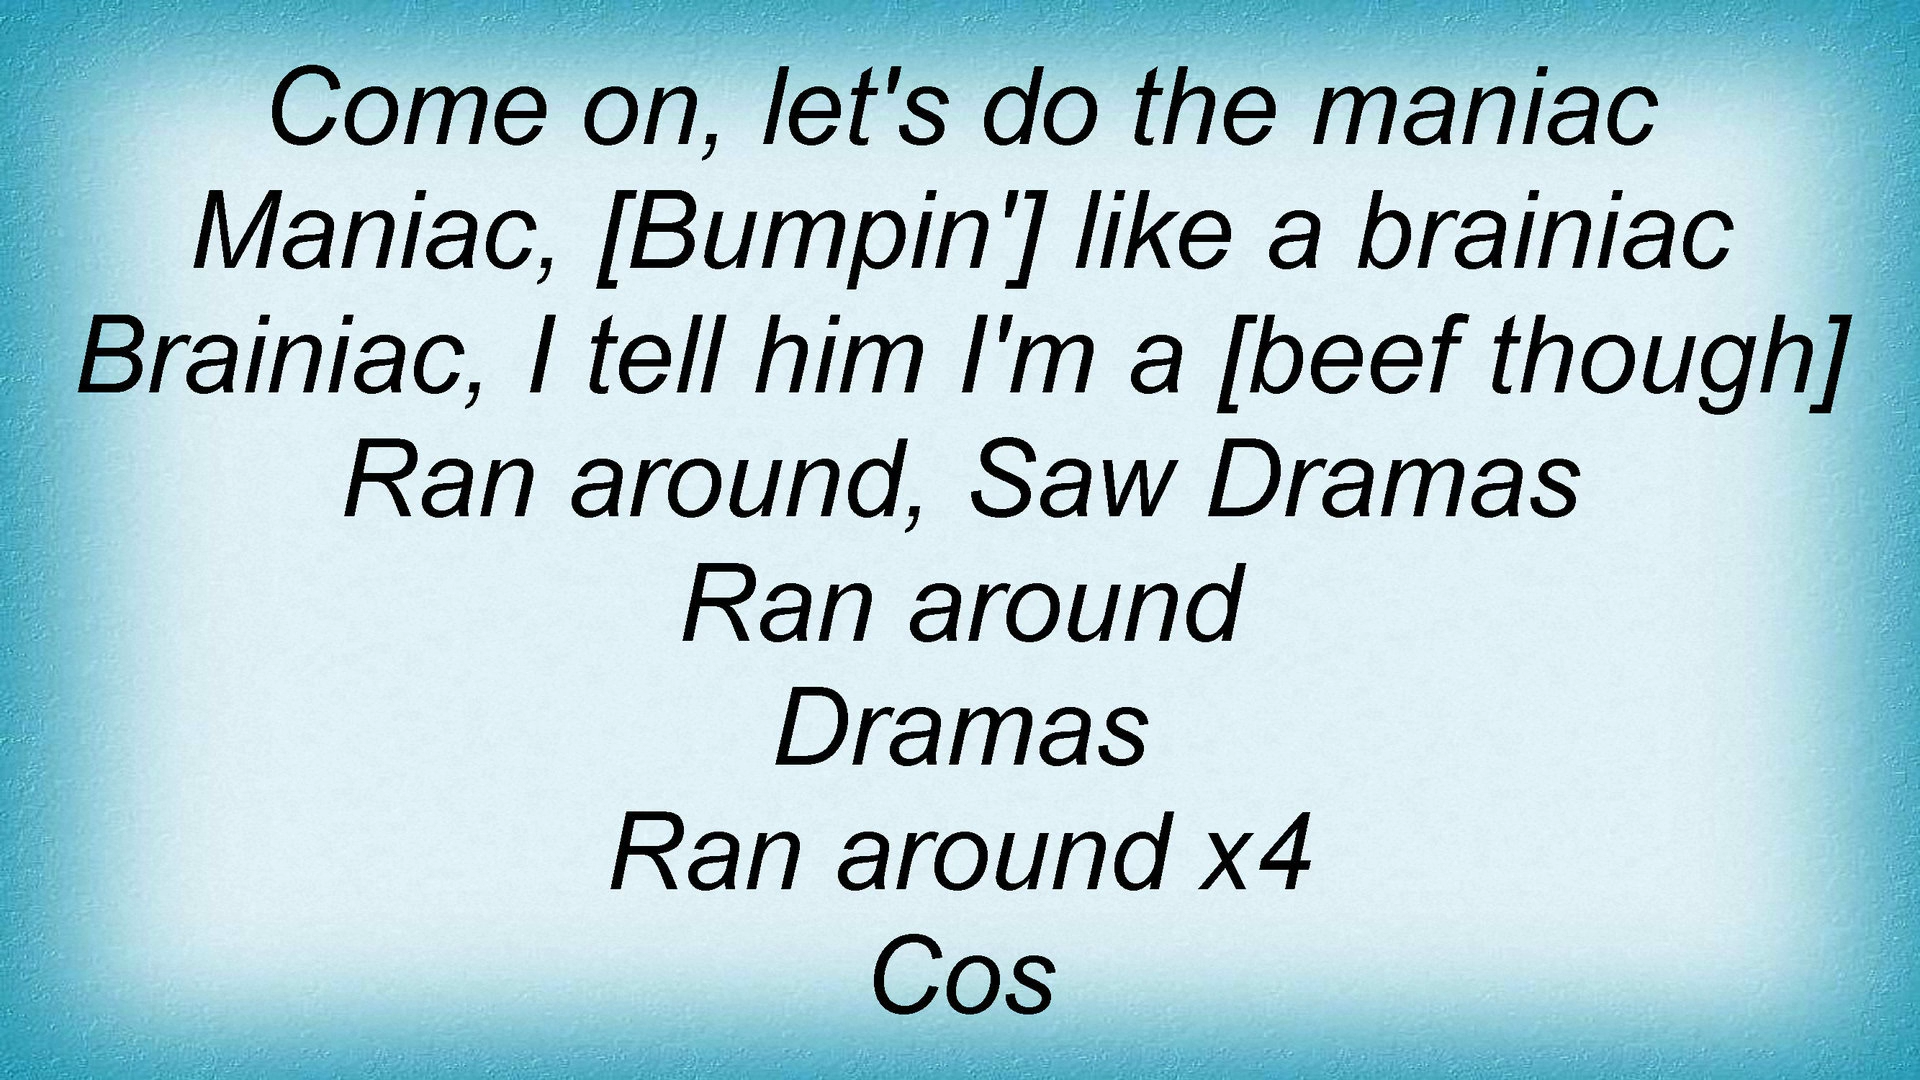 Come on, let's do the maniac
Maniac, [Bumpin'] like a brainiac
Brainiac, I tell him I'm a [beef though]
Ran around, Saw Dramas
Ran around
Dramas
Ran around x4
Cos